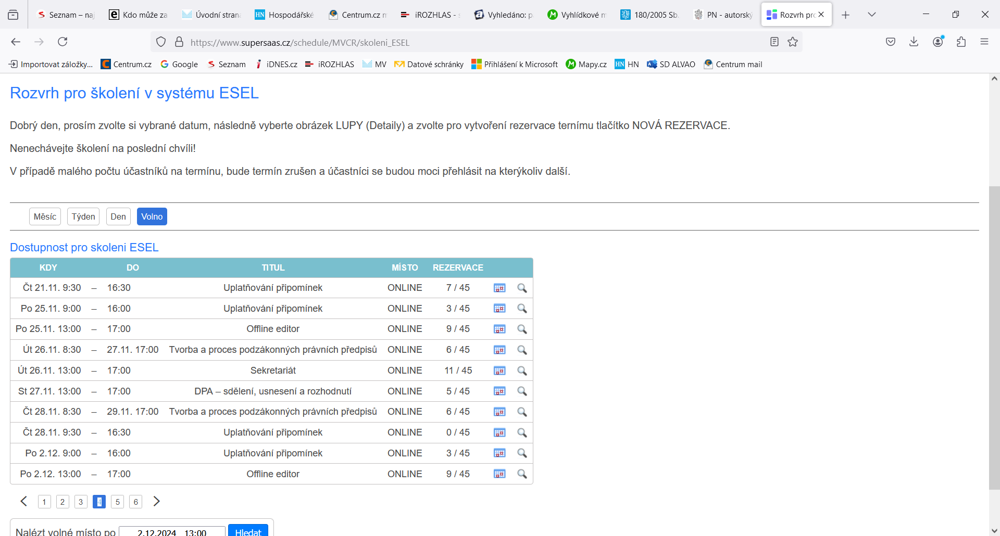 Seznam – naj
Kdo může za
Úvodní strana
Hospodářské
Centrum.cz m
iROZHLAS - s
Vyhledáno: p
Vyhlídkové m
180/2005 Sb.
PN - autorský
Rozvrh pro
https://www.supersaas.cz/schedule/MVCR/skoleni_ESEL
Importovat záložky... Centrum.cz Google Seznam iDNES.cz iROZHLAS MV Datové schránky Přihlášení k Microsoft Mapy.cz HN SD ALVAO Centrum mail
Rozvrh pro školení v systému ESEL
Dobrý den, prosím zvolte si vybrané datum, následně vyberte obrázek LUPY (Detaily) a zvolte pro vytvoření rezervace ternímu tlačítko NOVÁ REZERVACE.
Nenechávejte školení na poslední chvíli!
V případě malého počtu účastníků na termínu, bude termín zrušen a účastníci se budou moci přehlásit na kterýkoliv další.
Měsíc Týden Den Volno
Dostupnost pro skoleni ESEL
KDY DO TITUL MÍSTO REZERVACE
Čt 21.11. 9:30 – 16:30 Uplatňování připomínek ONLINE 7 / 45
Po 25.11. 9:00 – 16:00 Uplatňování připomínek ONLINE 3 / 45
Po 25.11. 13:00 – 17:00 Offline editor ONLINE 9 / 45
Út 26.11. 8:30 – 27.11. 17:00 Tvorba a proces podzákonných právních předpisů ONLINE 6 / 45
Út 26.11. 13:00 – 17:00 Sekretariát ONLINE 11 / 45
St 27.11. 13:00 – 17:00 DPA – sdělení, usnesení a rozhodnutí ONLINE 5 / 45
Čt 28.11. 8:30 – 29.11. 17:00 Tvorba a proces podzákonných právních předpisů ONLINE 6 / 45
Čt 28.11. 9:30 – 16:30 Uplatňování připomínek ONLINE 0 / 45
Po 2.12. 9:00 – 16:00 Uplatňování připomínek ONLINE 3 / 45
Po 2.12. 13:00 – 17:00 Offline editor ONLINE 9 / 45
1 2 3 4 5 6
Nalézt volné místo po 2.12.2024 13:00 Hledat